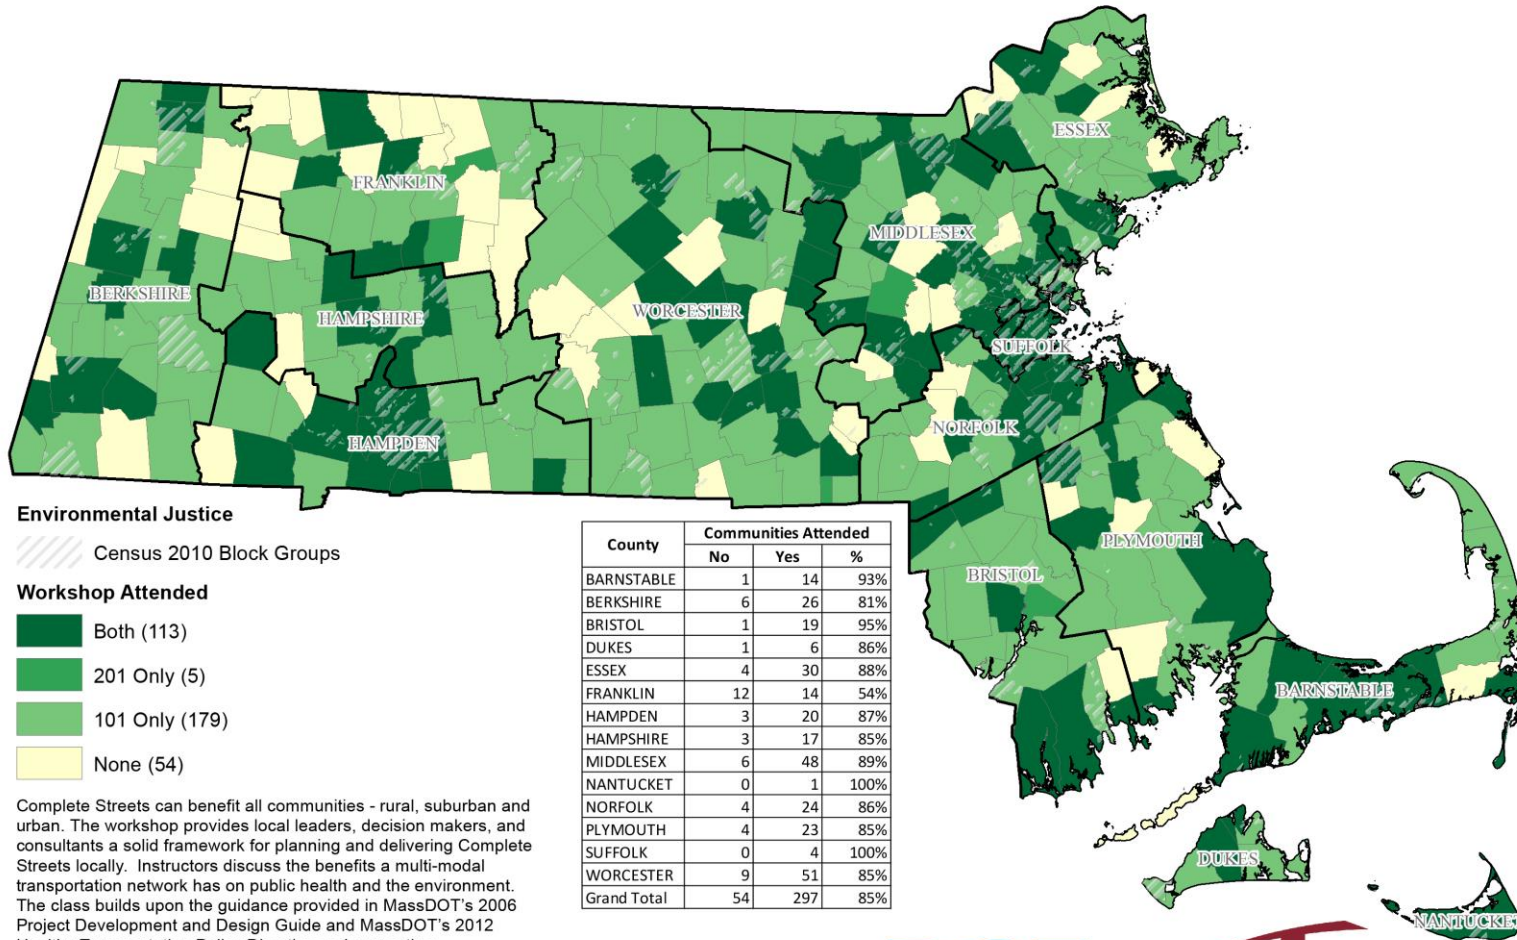 ESSEX
FRANKLIN
MIDDLESEX
BERKSHIRE
HAMPSHIRE
WORCESTER
SUFFOLK
HAMPDEN
NORFOLK
PLYMOUTH
BRISTOL
BARNSTABLE
DUKES
NANTUCKET
Environmental Justice
Census 2010 Block Groups
Workshop Attended
Both (113)
201 Only (5)
101 Only (179)
None (54)
Complete Streets can benefit all communities - rural, suburban and
urban. The workshop provides local leaders, decision makers, and
consultants a solid framework for planning and delivering Complete
Streets locally.  Instructors discuss the benefits a multi-modal
transportation network has on public health and the environment.
The class builds upon the guidance provided in MassDOT's 2006
Project Development and Design Guide and MassDOT's 2012
County Communities Attended
No Yes %
BARNSTABLE 1 14 93%
BERKSHIRE 6 26 81%
BRISTOL 1 19 95%
DUKES 1 6 86%
ESSEX 4 30 88%
FRANKLIN 12 14 54%
HAMPDEN 3 20 87%
HAMPSHIRE 3 17 85%
MIDDLESEX 6 48 89%
NANTUCKET 0 1 100%
NORFOLK 4 24 86%
PLYMOUTH 4 23 85%
SUFFOLK 0 4 100%
WORCESTER 9 51 85%
Grand Total 54 297 85%